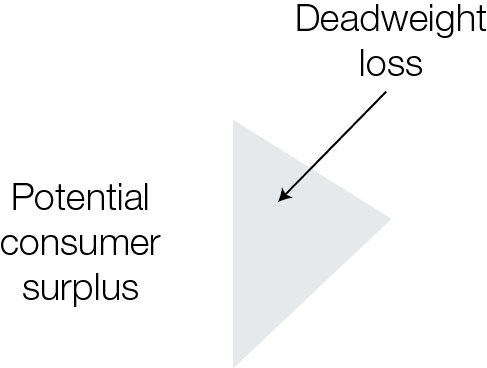 Deadweight
loss
Potential
consumer
surplus